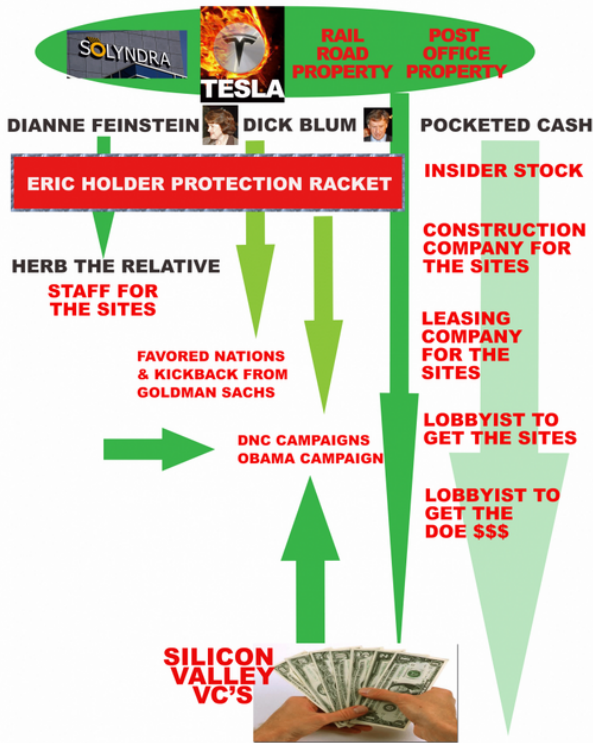 SOLYNDRA
TESLA
RAIL
ROAD
PROPERTY
POST
OFFICE
PROPERTY
DIANNE FEINSTEIN
DICK BLUM
POCKETED CASH
ERIC HOLDER PROTECTION RACKET
INSIDER STOCK
CONSTRUCTION
COMPANY FOR
THE SITES
HERB THE RELATIVE
STAFF FOR
THE SITES
LEASING
COMPANY
FOR THE
SITES
FAVORED NATIONS
& KICKBACK FROM
GOLDMAN SACHS
LOBBYIST TO
GET THE SITES
DNC CAMPAIGNS
OBAMA CAMPAIGN
LOBBYIST TO
GET THE
DOE $$$
SILICON
VALLEY
VC'S